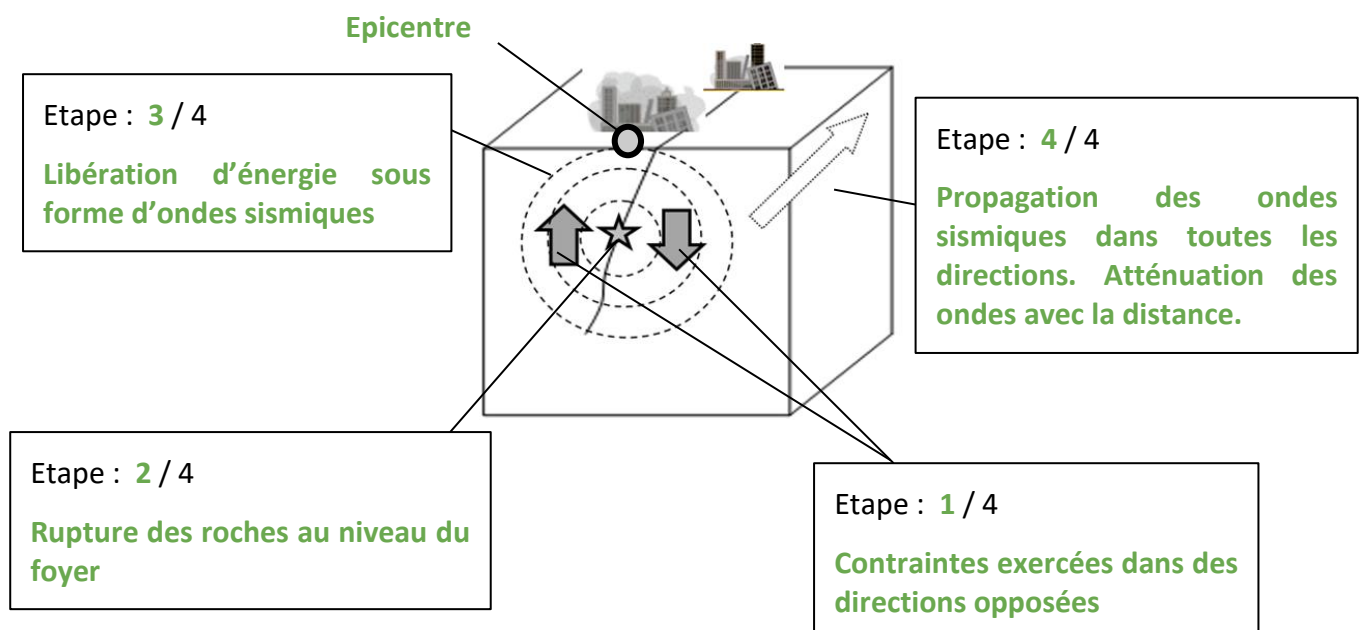 Epicentre
Etape : 3 / 4
Libération d’énergie sous
forme d’ondes sismiques
Etape : 4 / 4
Propagation des ondes
sismiques dans toutes les
directions. Atténuation des
ondes avec la distance.
Etape : 2 / 4
Rupture des roches au niveau du
foyer
Etape : 1 / 4
Contraintes exercées dans des
directions opposées